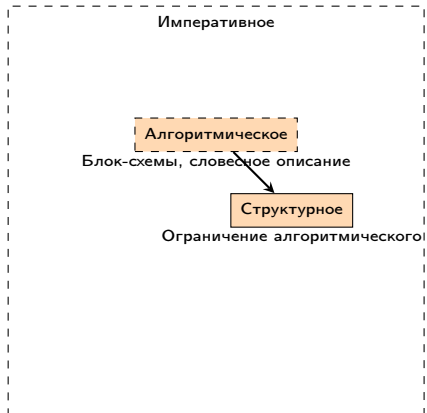 Императивное
Алгоритмическое
Блок-схемы, словесное описание
Структурное
Ограничение алгоритмического